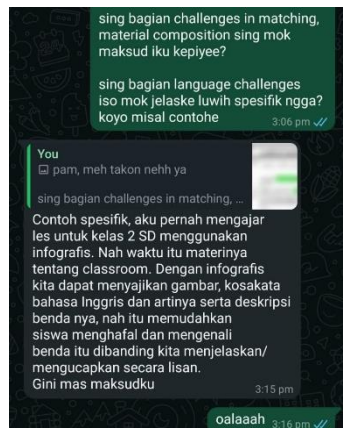 sing bagian challenges in matching,
material composition sing mok
maksud iku kepiyee?
sing bagian language challenges
iso mok jelaske luwih spesifik ngga?
koyo misal contohe
3:06 pm
You
pam, meh takon nehh ya
sing bagian challenges in matching, ...
Contoh spesifik, aku pernah mengajar
les untuk kelas 2 SD menggunakan
infografis. Nah waktu itu materinya
tentang classroom. Dengan infografis
kita dapat menyajikan gambar, kosakata
bahasa Inggris dan artinya serta deskripsi
benda nya, nah itu memudahkan
siswa menghafal dan mengenali
benda itu dibanding kita menjelaskan/
mengucapkan secara lisan.
Gini mas maksudku
3:15 pm
oalaaah 3:16 pm